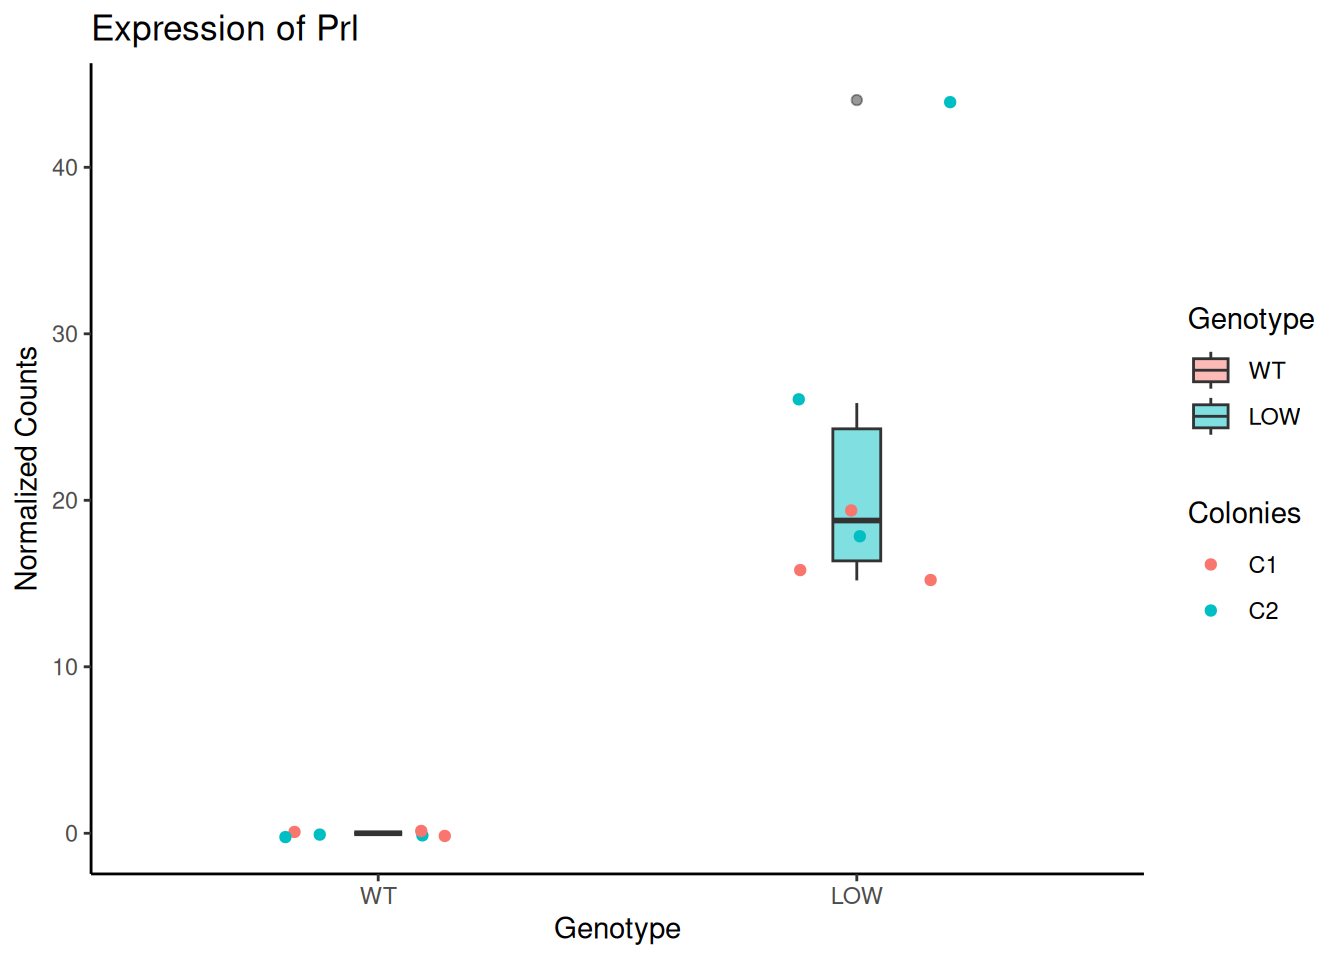 Expression of Prl
Normalized Counts
40
30
20
10
0
WT
LOW
Genotype
Genotype
WT
LOW
Colonies
C1
C2